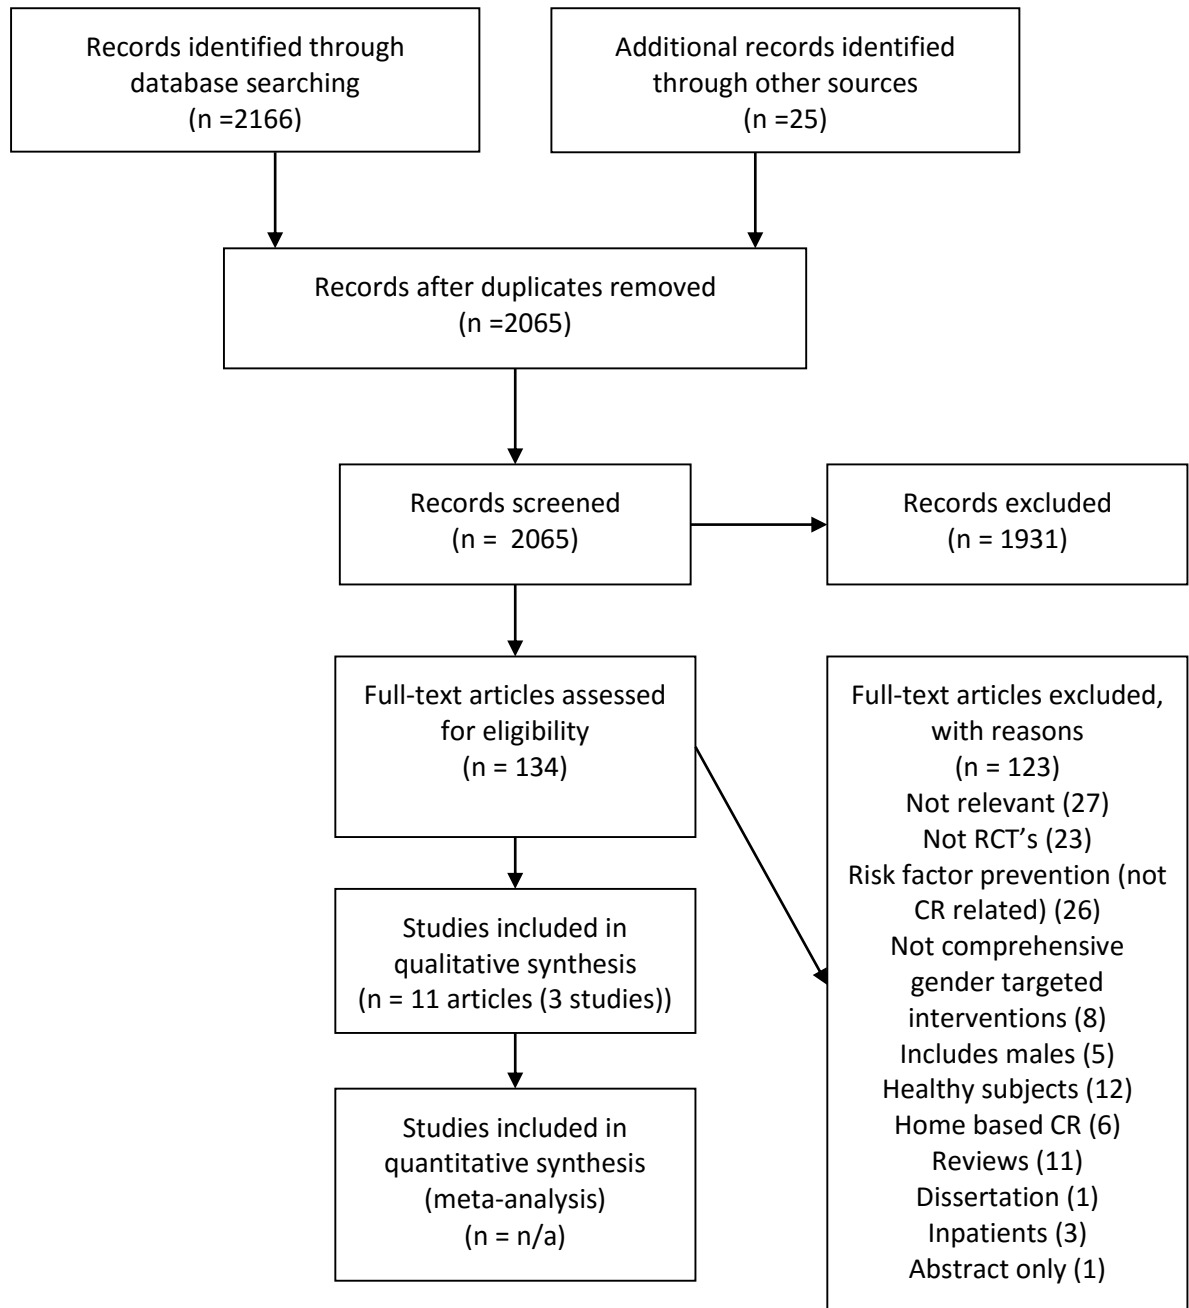 Records identified through
database searching
(n =2166)
Additional records identified
through other sources
(n =25)
Records after duplicates removed
(n =2065)
Records screened
(n =  2065)
Records excluded
(n = 1931)
Full-text articles assessed
for eligibility
(n = 134)
Full-text articles excluded,
with reasons
(n = 123)
Not relevant (27)
Not RCT’s (23)
Risk factor prevention (not
CR related) (26)
Not comprehensive
gender targeted
interventions (8)
Includes males (5)
Healthy subjects (12)
Home based CR (6)
Reviews (11)
Dissertation (1)
Inpatients (3)
Abstract only (1)
Studies included in
qualitative synthesis
(n = 11 articles (3 studies))
Studies included in
quantitative synthesis
(meta-analysis)
(n = n/a)